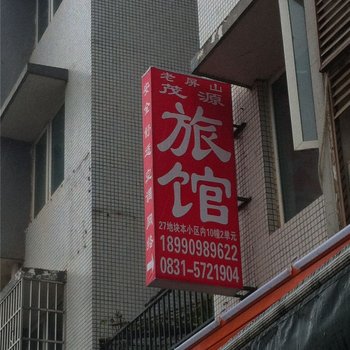 老屏山
茂源
旅馆
27地块本小区内10幢2单元
18990989622
0831-5721904